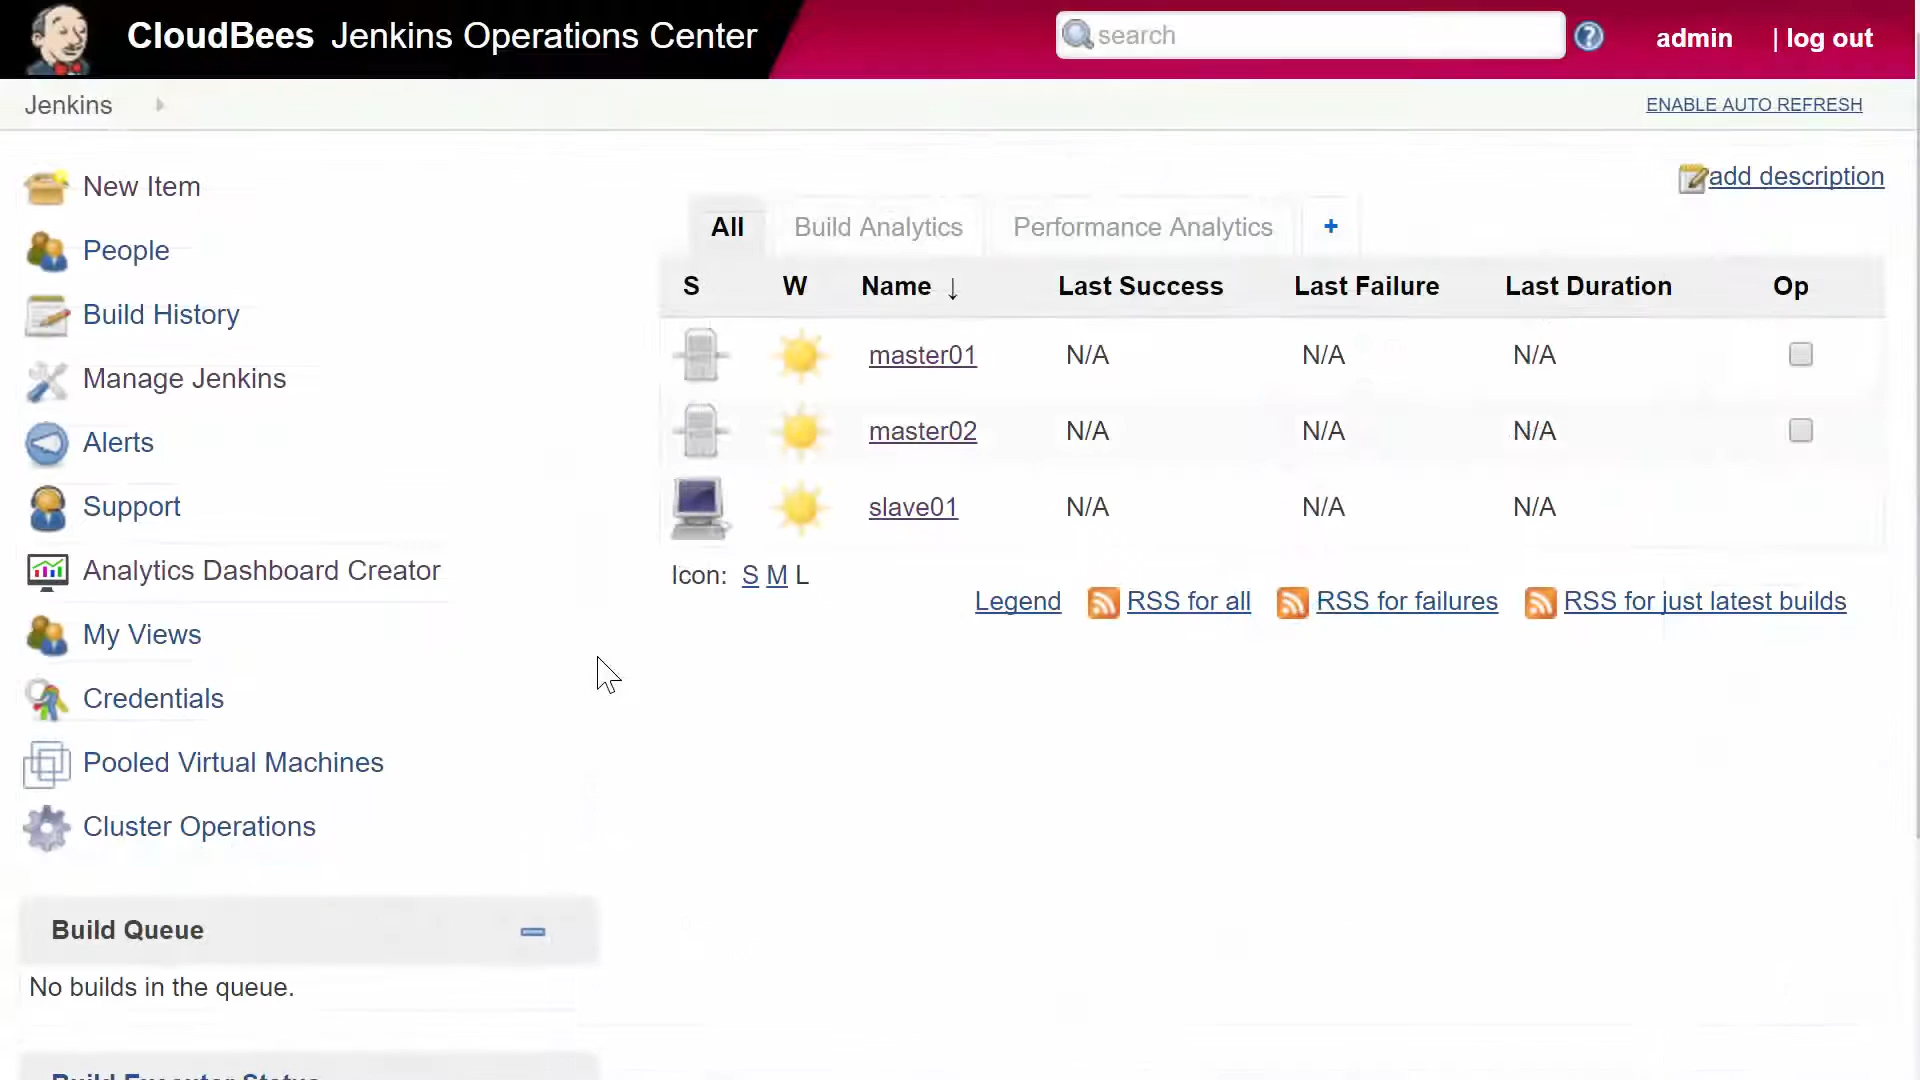 CloudBees Jenkins Operations Center
search
admin | log out
Jenkins
ENABLE AUTO REFRESH
New Item
People
Build History
Manage Jenkins
Alerts
Support
Analytics Dashboard Creator
My Views
Credentials
Pooled Virtual Machines
Cluster Operations
Build Queue
No builds in the queue.
Build Executor Status
add description
All Build Analytics Performance Analytics +
S W Name ↓ Last Success Last Failure Last Duration Op
master01 N/A N/A N/A
master02 N/A N/A N/A
slave01 N/A N/A N/A
Icon: S M L
Legend RSS for all RSS for failures RSS for just latest builds